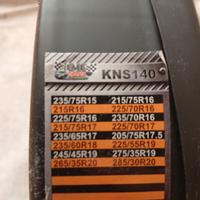 KNS140
235/75R15 215/75R16
215R16 225/70R16
225/75R16 235/70R16
215/75R17 225/70R17
235/65R17 205/75R17.5
235/60R18 225/55R19
245/45R19 275/35R19
265/35R20 285/30R20